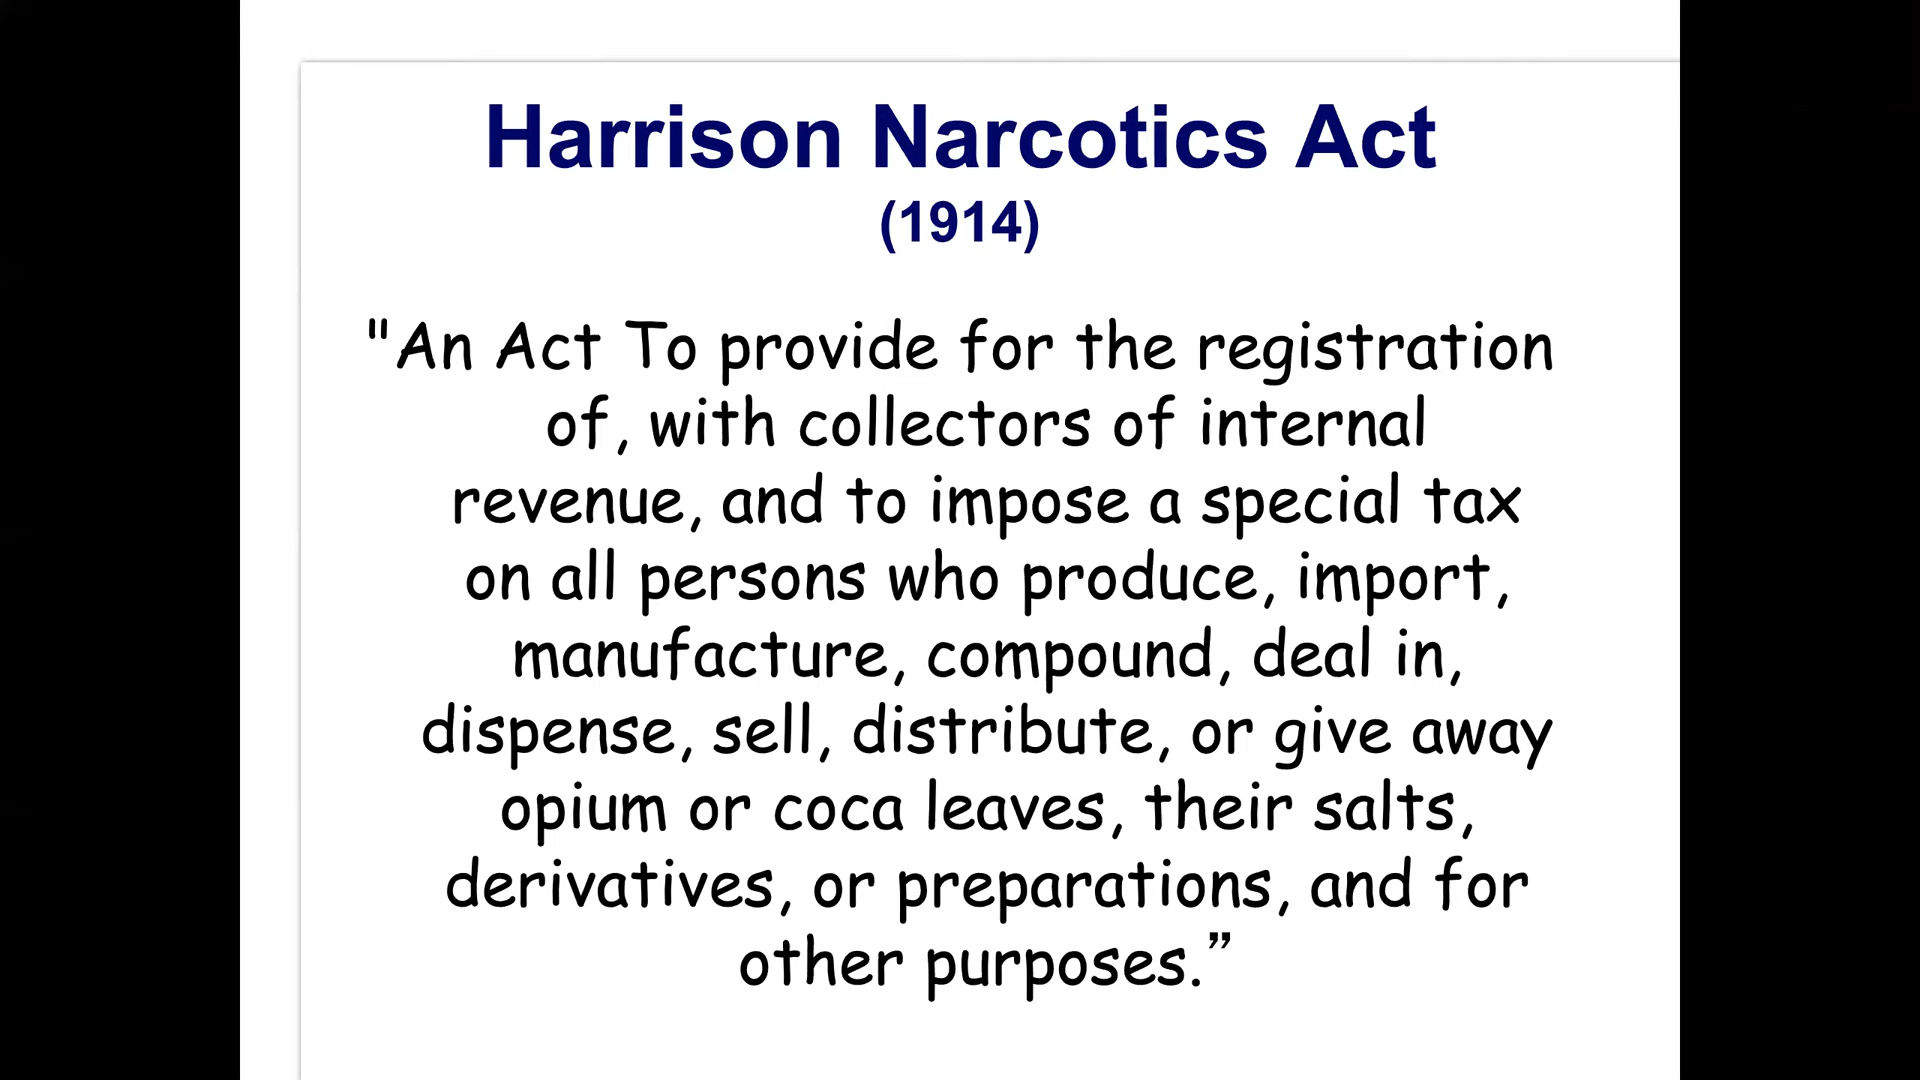 Harrison Narcotics Act
(1914)
"An Act To provide for the registration
of, with collectors of internal
revenue, and to impose a special tax
on all persons who produce, import,
manufacture, compound, deal in,
dispense, sell, distribute, or give away
opium or coca leaves, their salts,
derivatives, or preparations, and for
other purposes.”